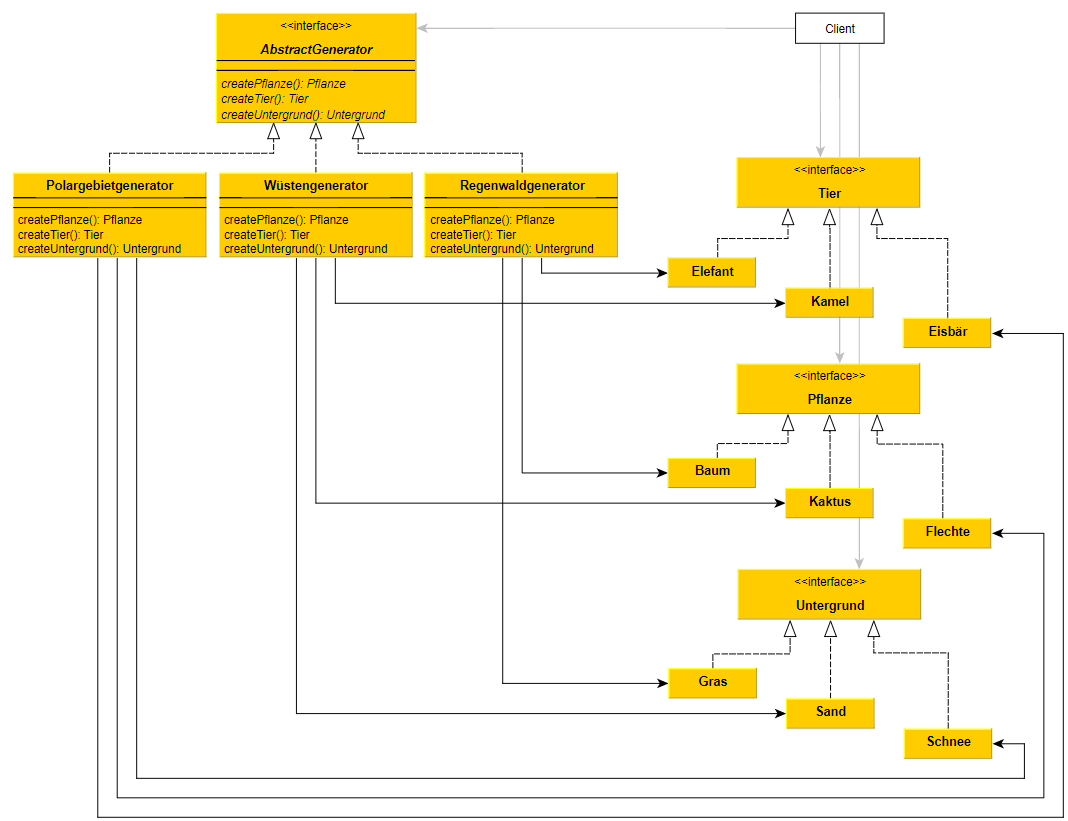 <<interface>>
AbstractGenerator
createPflanze(): Pflanze
createTier(): Tier
createUntergrund(): Untergrund
Client
Polargebietgenerator
createPflanze(): Pflanze
createTier(): Tier
createUntergrund(): Untergrund
Wüstengenerator
createPflanze(): Pflanze
createTier(): Tier
createUntergrund(): Untergrund
Regenwaldgenerator
createPflanze(): Pflanze
createTier(): Tier
createUntergrund(): Untergrund
<<interface>>
Tier
Elefant
Kamel
Eisbär
<<interface>>
Pflanze
Baum
Kaktus
Flechte
<<interface>>
Untergrund
Gras
Sand
Schnee